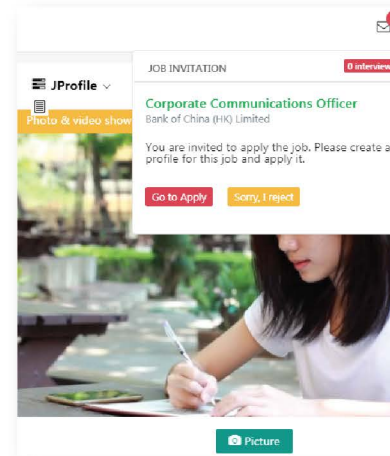 JOB INVITATION
0 interview
JProfile
Photo & video show
Corporate Communications Officer
Bank of China (HK) Limited
You are invited to apply the job. Please create a
profile for this job and apply it.
Go to Apply
Sorry, I reject
Picture